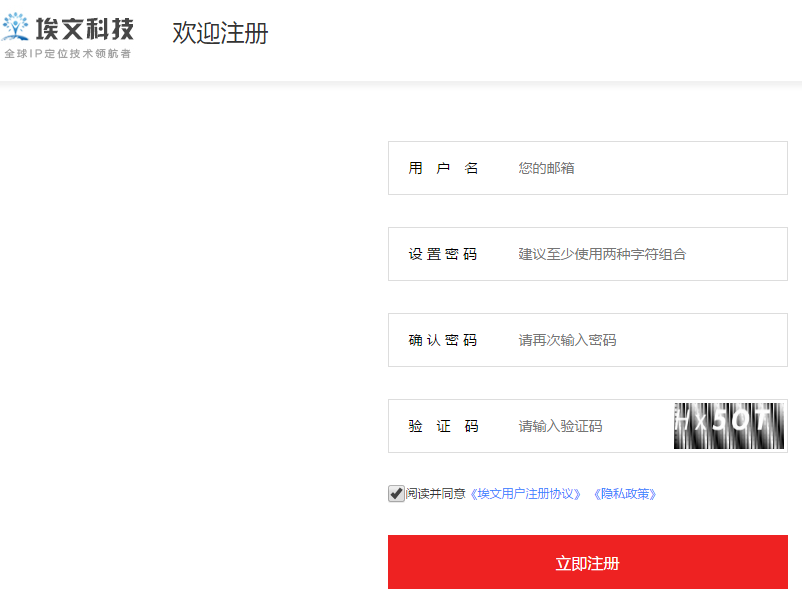 埃文科技 欢迎注册
全球IP定位技术领航者
用 户 名 您的邮箱
设 置 密 码 建议至少使用两种字符组合
确 认 密 码 请再次输入密码
验 证 码 请输入验证码 Hx5OT
阅读并同意《埃文用户注册协议》 《隐私政策》
立即注册